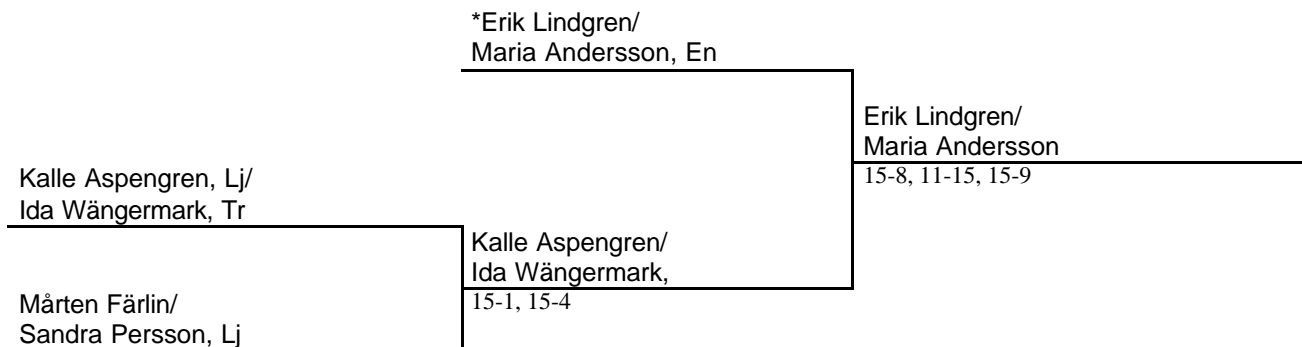 *Erik Lindgren/
Maria Andersson, En
Erik Lindgren/
Maria Andersson
15-8, 11-15, 15-9
Kalle Aspengren, Lj/
Ida Wängermark, Tr
Kalle Aspengren/
Ida Wängermark,
15-1, 15-4
Mårten Färlin/
Sandra Persson, Lj